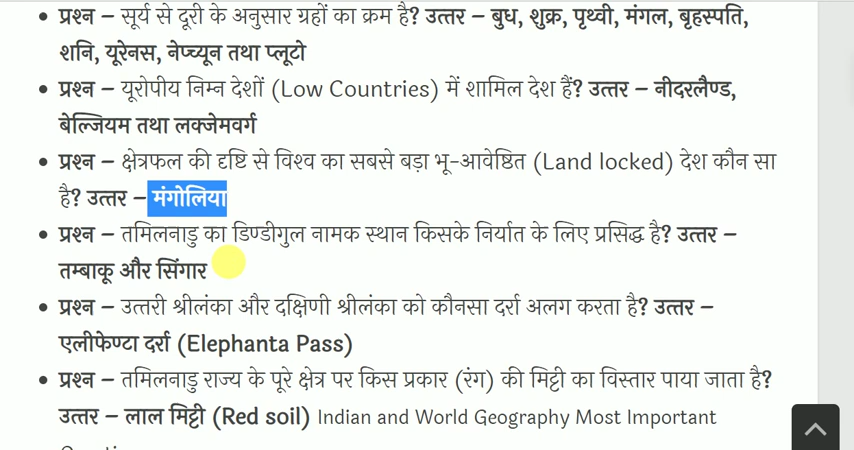 प्रश्न – सूर्य से दूरी के अनुसार ग्रहों का क्रम है? उत्तर – बुध, शुक्र, पृथ्वी, मंगल, बृहस्पति,
शनि, यूरेनस, नेप्च्यून तथा प्लूटो
प्रश्न – यूरोपीय निम्न देशों (Low Countries) में शामिल देश हैं? उत्तर – नीदरलैण्ड,
बेल्जियम तथा लक्जेमवर्ग
प्रश्न – क्षेत्रफल की दृष्टि से विश्व का सबसे बड़ा भू-आवेष्ठित (Land locked) देश कौन सा
है? उत्तर – मंगोलिया
प्रश्न – तमिलनाडु का डिण्डीगुल नामक स्थान किसके निर्यात के लिए प्रसिद्ध है? उत्तर –
तम्बाकू और सिंगार
प्रश्न – उत्तरी श्रीलंका और दक्षिणी श्रीलंका को कौनसा दर्रा अलग करता है? उत्तर –
एलीफेण्टा दर्रा (Elephanta Pass)
प्रश्न – तमिलनाडु राज्य के पूरे क्षेत्र पर किस प्रकार (रंग) की मिट्टी का विस्तार पाया जाता है?
उत्तर – लाल मिट्टी (Red soil) Indian and World Geography Most Important